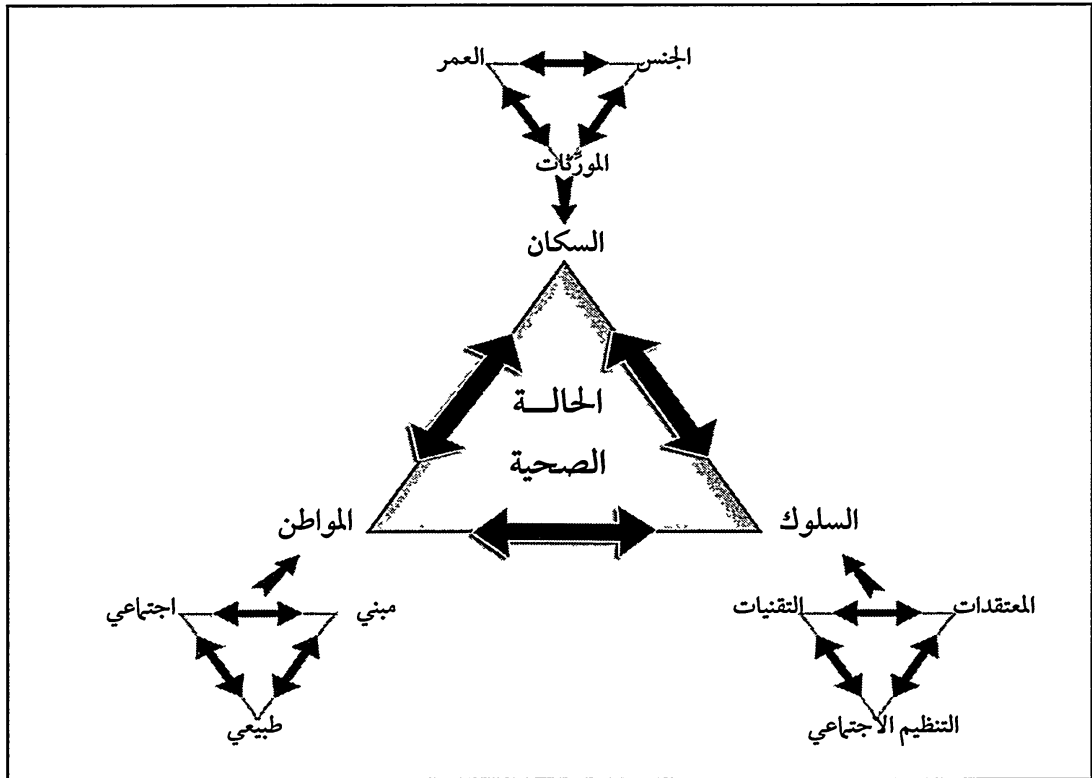 الجنس
العمر
المورِّثات
السكان
الحالــة
الصحية
السلوك
المواطن
المعتقدات
التقنيات
مبني
اجتماعي
التنظيم الاجتماعي
طبيعي